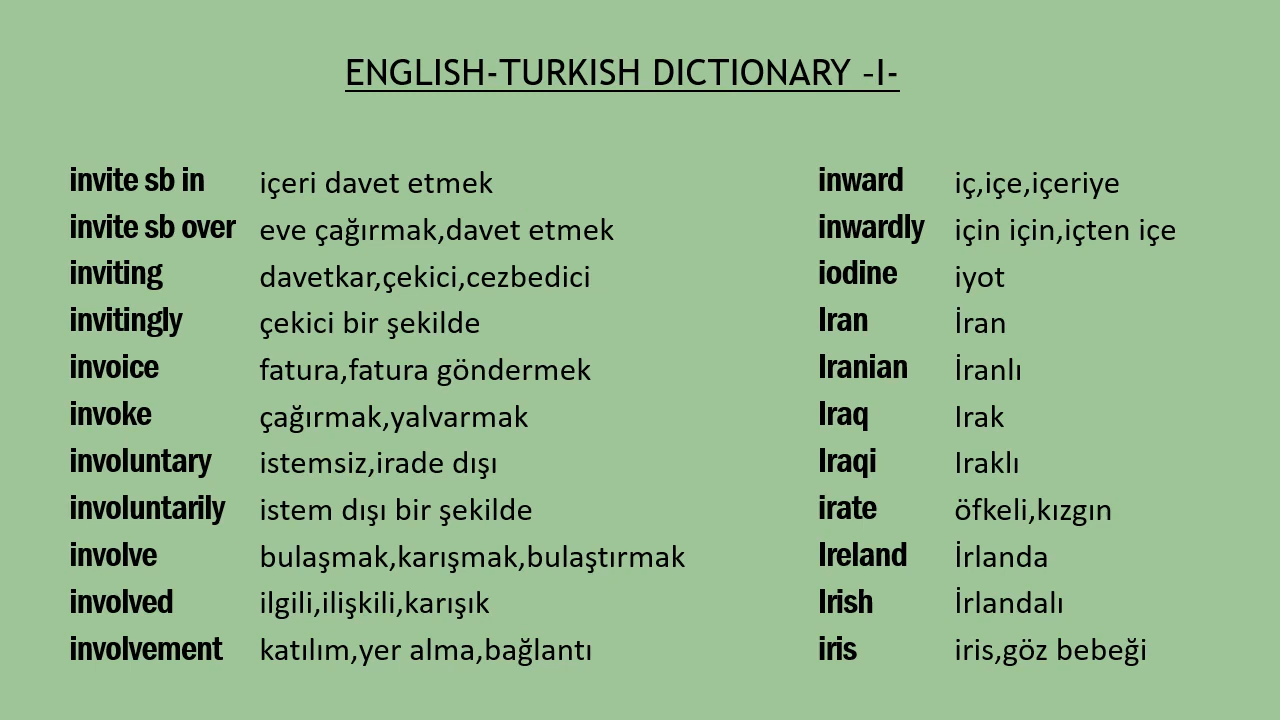 ENGLISH-TURKISH DICTIONARY –I-
invite sb in içeri davet etmek
invite sb over eve çağırmak,davet etmek
inviting davetkar,çekici,cezbedici
invitingly çekici bir şekilde
invoice fatura,fatura göndermek
invoke çağırmak,yalvarmak
involuntary istemsiz,irade dışı
involuntarily istem dışı bir şekilde
involve bulaşmak,karışmak,bulaştırmak
involved ilgili,ilişkili,karışık
involvement katılım,yer alma,bağlantı
inward iç,içe,içeriye
inwardly için için,içten içe
iodine iyot
Iran İran
Iranian İranlı
Iraq Irak
Iraqi Iraklı
irate öfkeli,kızgın
Ireland İrlanda
Irish İrlandalı
iris iris,göz bebeği